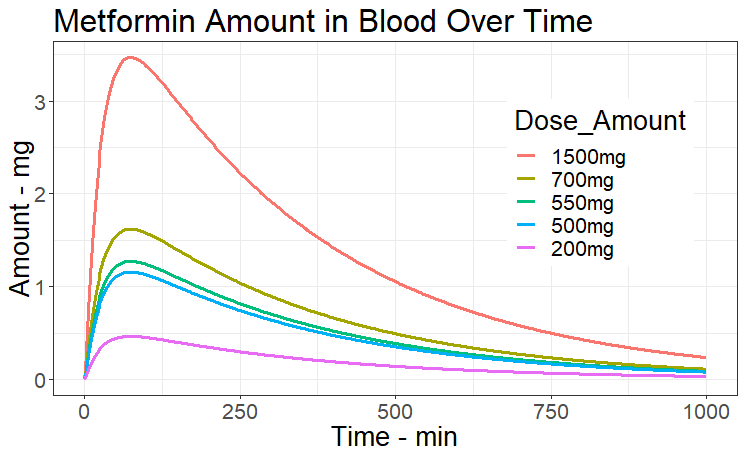 Metformin Amount in Blood Over Time
Amount - mg
3
2
1
0
Dose_Amount
1500mg
700mg
550mg
500mg
200mg
0 250 500 750 1000
Time - min